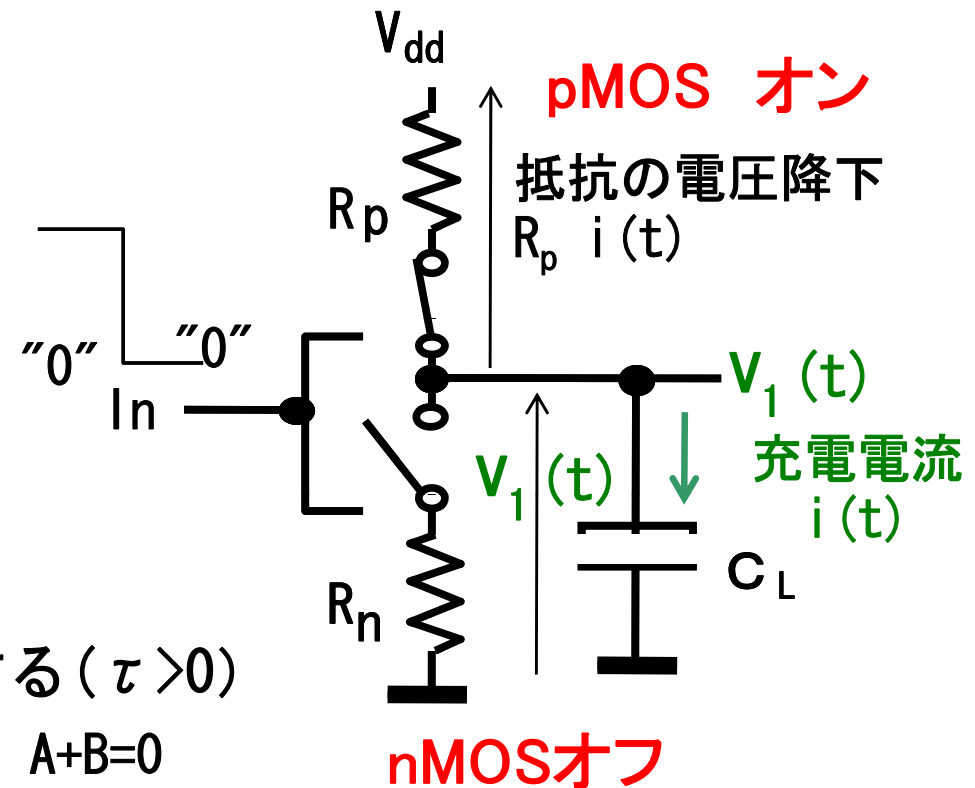 Vdd
pMOS オン
抵抗の電圧降下
Rp i(t)
Rp
"0" "0"
In
V1(t)
充電電流
i(t)
V1(t)
CL
Rn
する(τ>0)
A+B=0
nMOSオフ